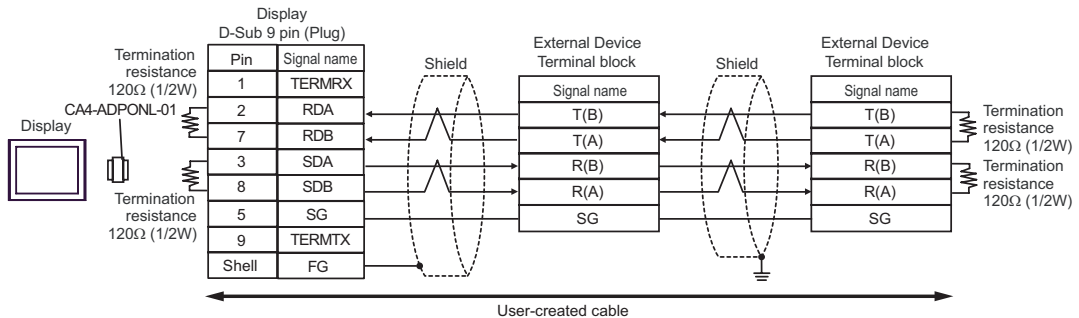 Display
D-Sub 9 pin (Plug)
Termination
resistance
120Ω (1/2W)
CA4-ADPONL-01
Display
Termination
resistance
120Ω (1/2W)
Pin Signal name
1 TERMRX
2 RDA
7 RDB
3 SDA
8 SDB
5 SG
9 TERMTX
Shell FG
Shield
External Device
Terminal block
Signal name
T(B)
T(A)
R(B)
R(A)
SG
Shield
External Device
Terminal block
Signal name
T(B)
T(A)
R(B)
R(A)
SG
Termination
resistance
120Ω (1/2W)
Termination
resistance
120Ω (1/2W)
User-created cable